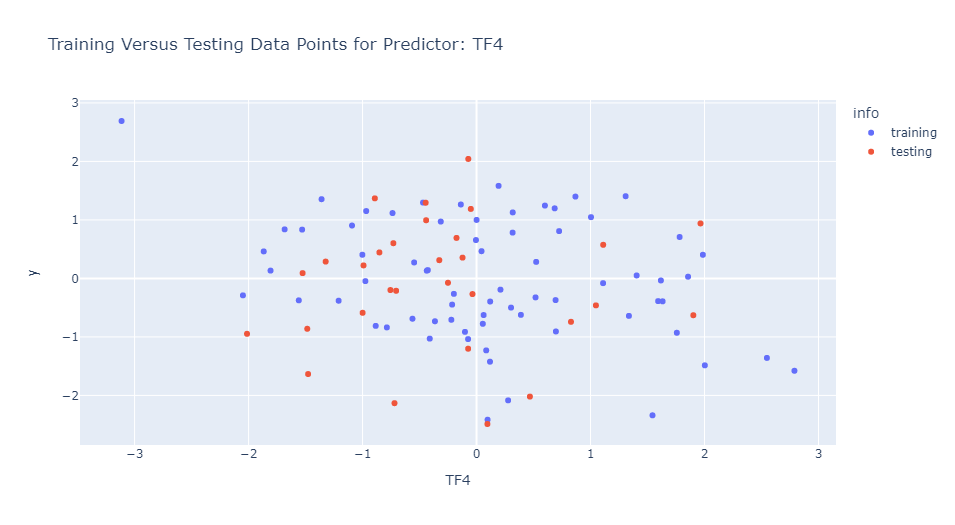 Training Versus Testing Data Points for Predictor: TF4
info
training
testing
3
2
1
0
−1
−2
y
−3
−2
−1
0
1
2
3
TF4